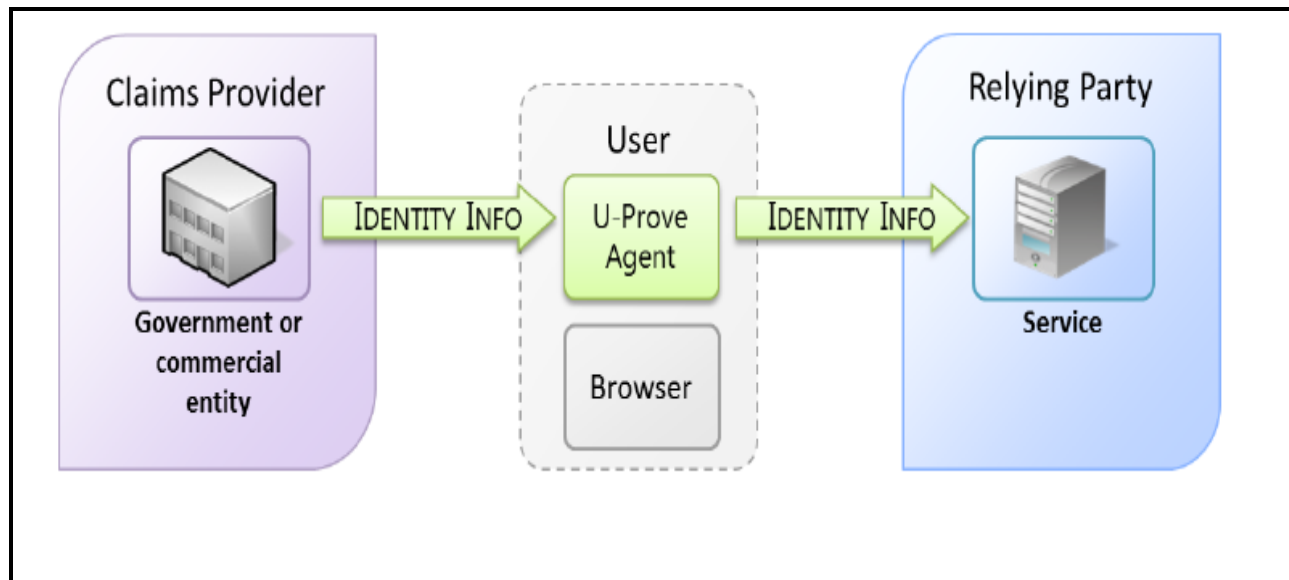 Claims Provider
Government or
commercial
entity
IDENTITY INFO
User
U-Prove
Agent
Browser
IDENTITY INFO
Relying Party
Service